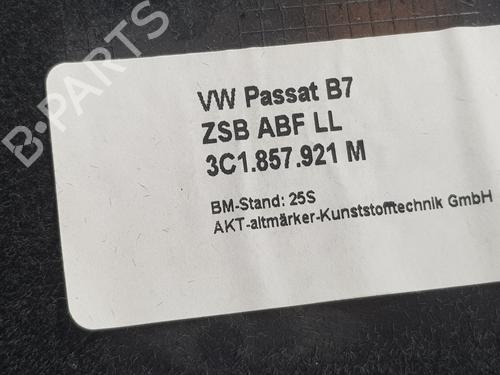 VW Passat B7
ZSB ABF LL
3C1.857.921 M
BM-Stand: 25S
AKT-altmärker-Kunststofftechnik GmbH
B-PARTS